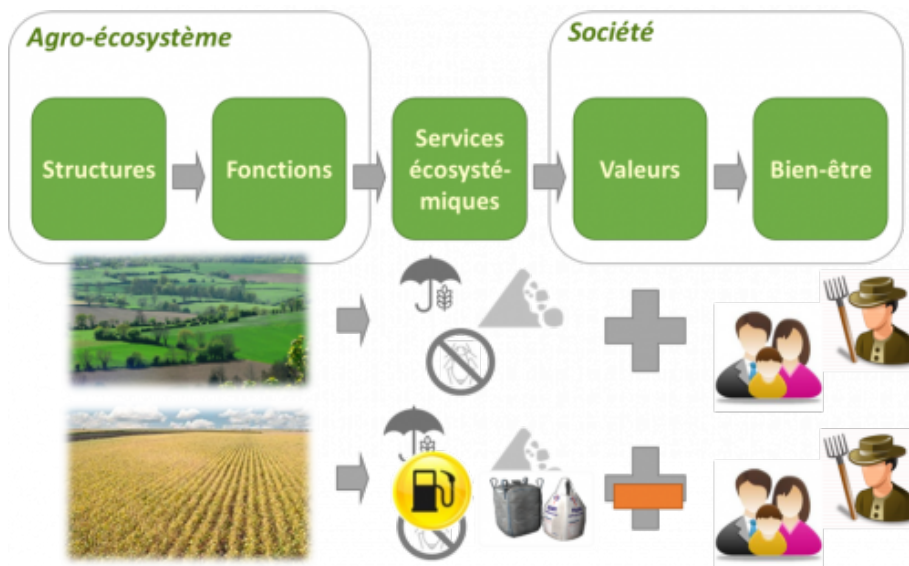 Agro-écosystème
Société
Structures
Fonctions
Services
écosysté-
miques
Valeurs
Bien-être